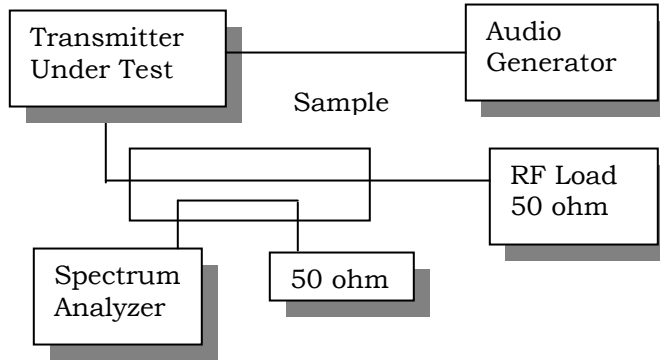 Transmitter
Under Test
Audio
Generator
Sample
RF Load
50 ohm
Spectrum
Analyzer
50 ohm